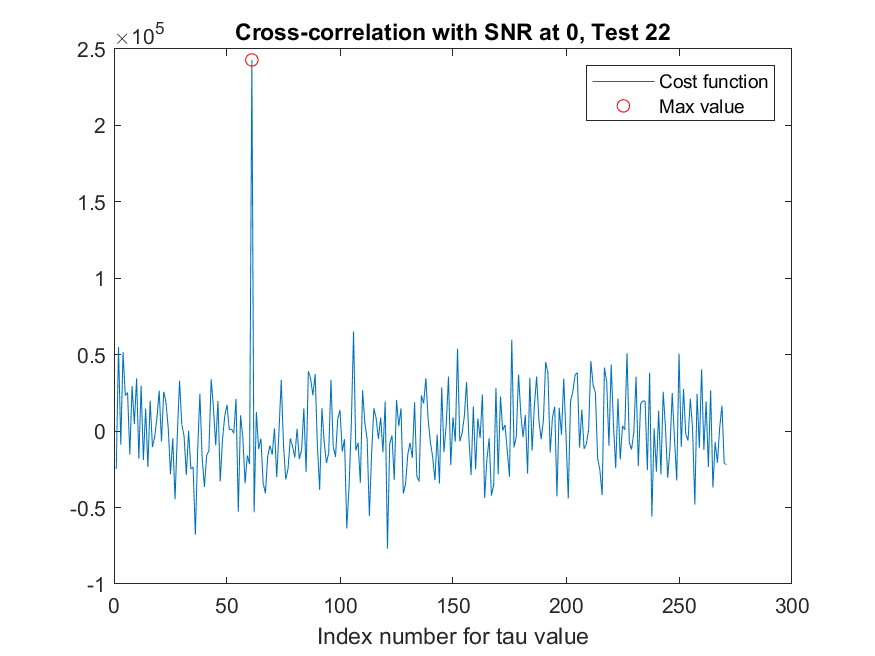 Cross-correlation with SNR at 0, Test 22
×10^5
2.5
2
1.5
1
0.5
0
-0.5
-1
0 50 100 150 200 250 300
Index number for tau value
Cost function
Max value